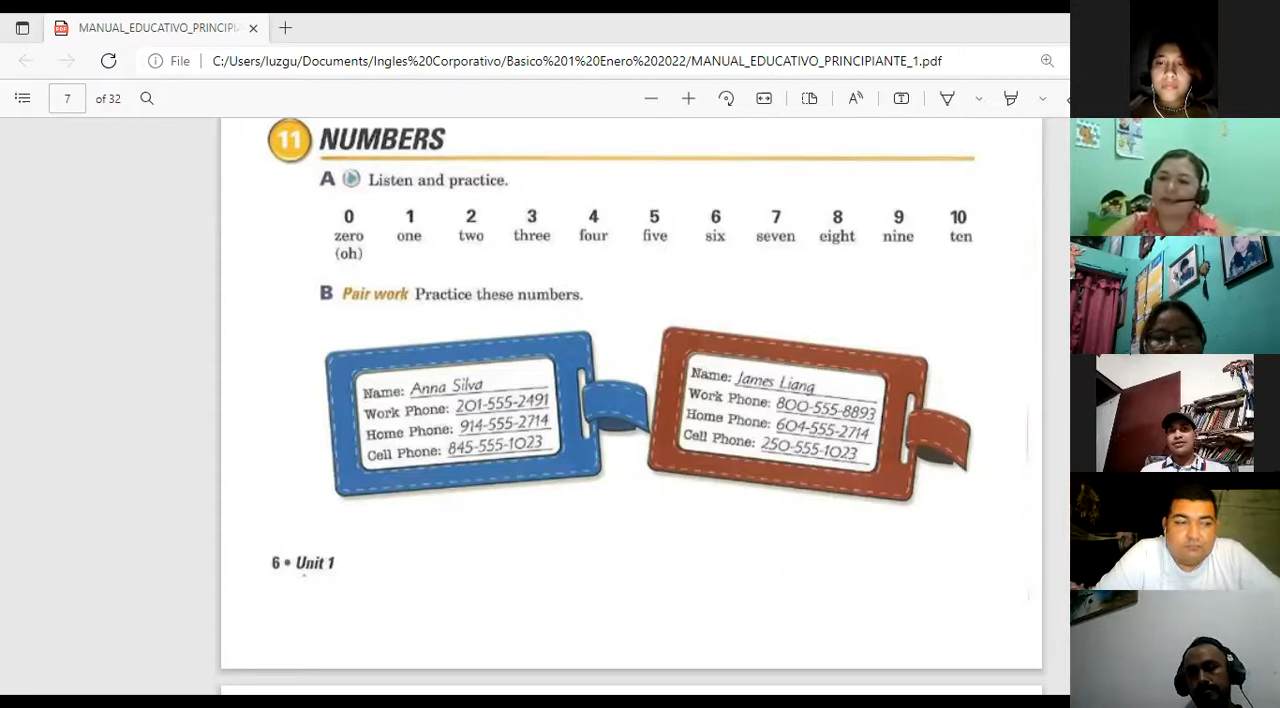 MANUAL_EDUCATIVO_PRINCIPI
File
C:/Users/luzgu/Documents/Ingles%20Corporativo/Basico%201%20Enero%202022/MANUAL_EDUCATIVO_PRINCIPIANTE_1.pdf
7 of 32
11 NUMBERS
A Listen and practice.
0 1 2 3 4 5 6 7 8 9 10
zero one two three four five six seven eight nine ten
(oh)
B Pair work Practice these numbers.
Name: Anna Silva
Work Phone: 201-555-2491
Home Phone: 914-555-2714
Cell Phone: 845-555-1023
Name: James Liang
Work Phone: 800-555-8893
Home Phone: 604-555-2714
Cell Phone: 250-555-1023
6 • Unit 1